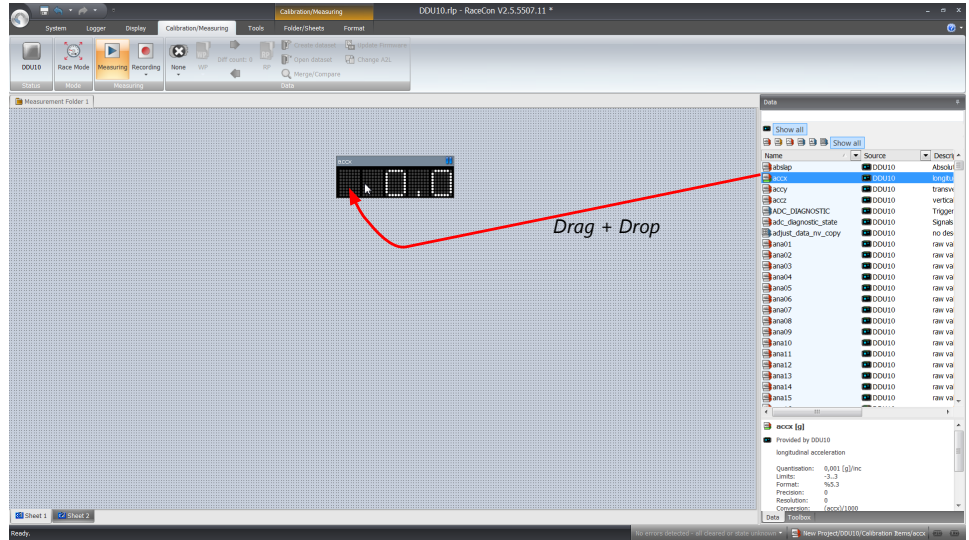 Calibration/Measuring
DDU10.rlp - RaceCon V2.5.5507.11 *
System Logger Display Calibration/Measuring Tools Folder/Sheets Format
DDU10 Race Mode Measuring Recording None WP Diff count: 0 RP
Create dataset Update Firmware
Open dataset Change A2L
Merge/Compare
Status Mode Measuring Data
Measurement Folder 1
Data
Show all
Show all
Name Source Descri
abslap DDU10 Absolut
accx DDU10 longitu
accy DDU10 transve
accz DDU10 vertica
ADC_DIAGNOSTIC DDU10 Trigger
adc_diagnostic_state DDU10 Signals
adjust_data_nv_copy DDU10 no des
ana01 DDU10 raw va
ana02 DDU10 raw va
ana03 DDU10 raw va
ana04 DDU10 raw va
ana05 DDU10 raw va
ana06 DDU10 raw va
ana07 DDU10 raw va
ana08 DDU10 raw va
ana09 DDU10 raw va
ana10 DDU10 raw va
ana11 DDU10 raw va
ana12 DDU10 raw va
ana13 DDU10 raw va
ana14 DDU10 raw va
ana15 DDU10 raw va
accx
0.0
Drag + Drop
accx [g]
Provided by DDU10
longitudinal acceleration
Quantisation: 0,001 [g]/inc
Limits: -3..3
Format: %5.3
Precision: 0
Resolution: 0
Conversion: (accx)/1000
Data Toolbox
Sheet 1 Sheet 2
Ready.
No errors detected - all cleared or state unknown
New Project/DDU10/Calibration Items/accx